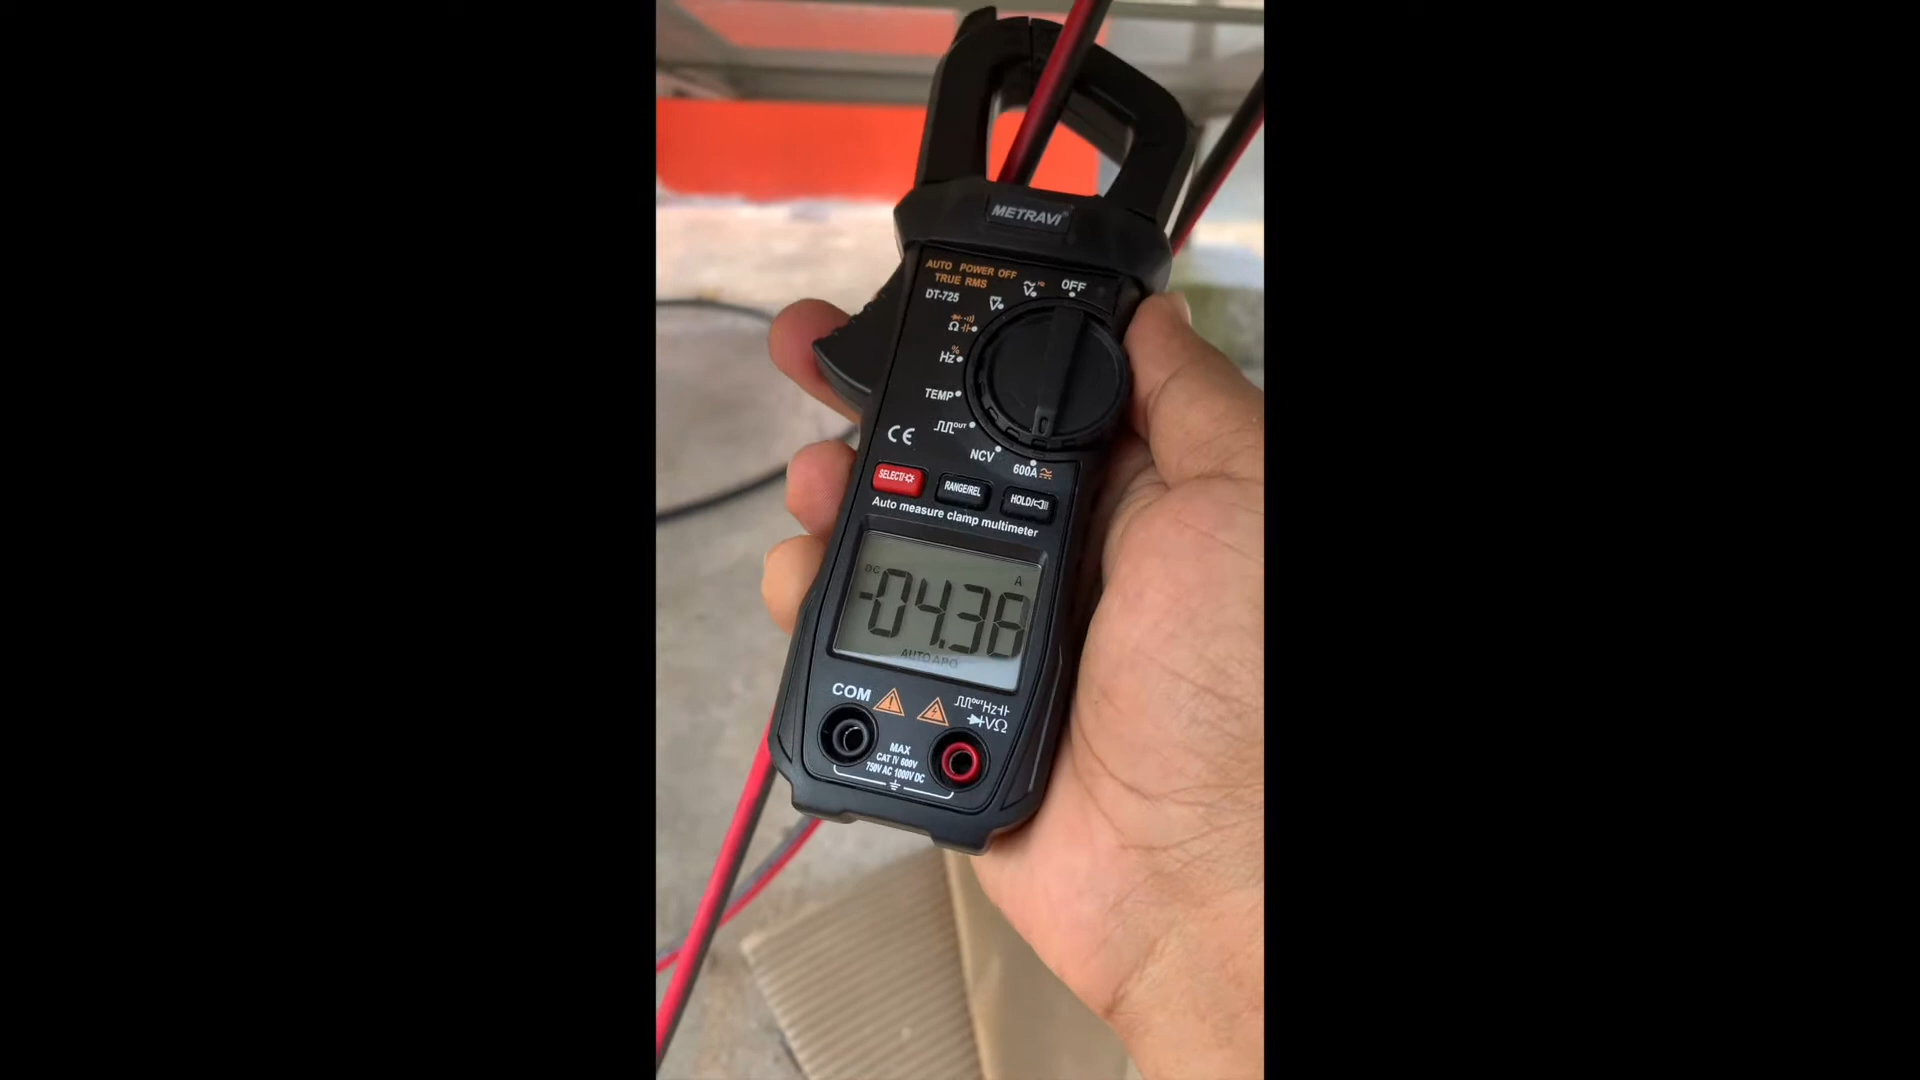 METRAVI®
AUTO POWER OFF
TRUE RMS
DT-725
OFF
Ω
Hz %
TEMP
OUT
NCV
600A
CE
SELECT/
RANGE/REL
HOLD/
Auto measure clamp multimeter
DC A
-04.38
AUTO APO
COM
OUT Hz
VΩ
MAX
CAT IV 600V
750V AC 1000V DC